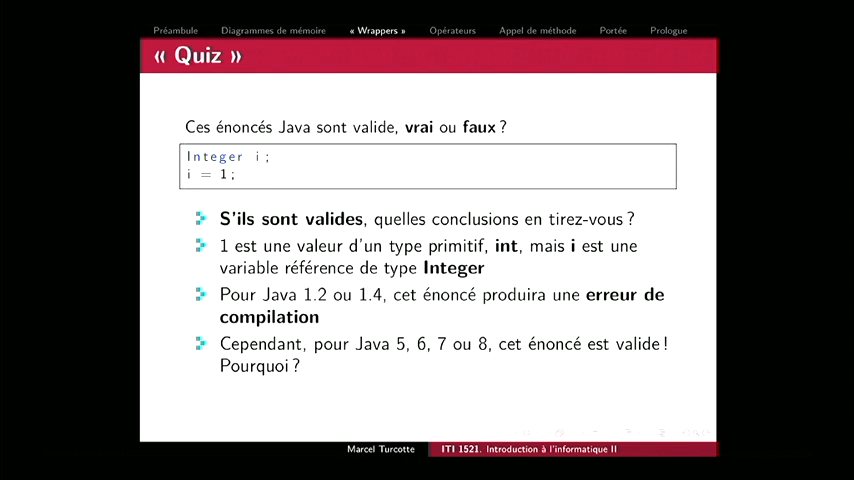 Préambule Diagrammes de mémoire « Wrappers » Opérateurs Appel de méthode Portée Prologue
« Quiz »
Ces énoncés Java sont valide, vrai ou faux ?
Integer i ;
i = 1 ;
S'ils sont valides, quelles conclusions en tirez-vous ?
1 est une valeur d'un type primitif, int, mais i est une
variable référence de type Integer
Pour Java 1.2 ou 1.4, cet énoncé produira une erreur de
compilation
Cependant, pour Java 5, 6, 7 ou 8, cet énoncé est valide !
Pourquoi ?
Marcel Turcotte ITI 1521. Introduction à l'informatique II